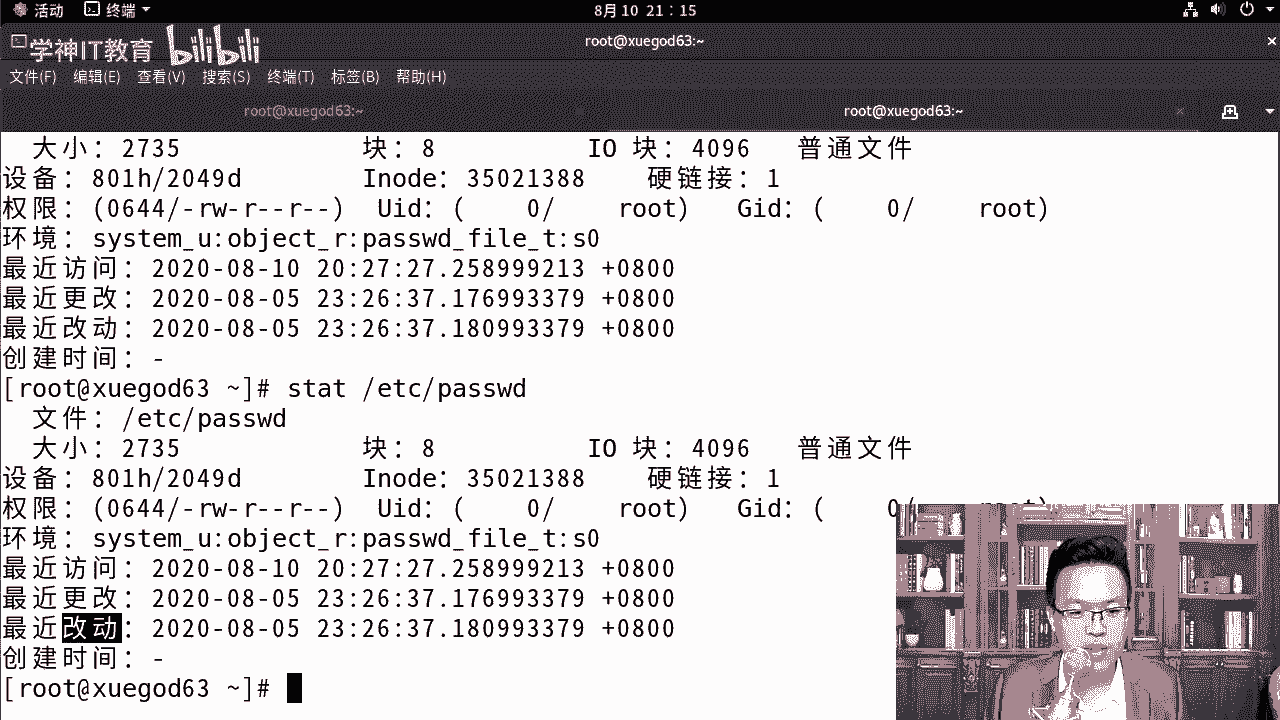 活动 终端 8月10 21:15
root@xuegod63:~
学神IT教育 bilibili
文件(F) 编辑(E) 查看(V) 搜索(S) 终端(T) 标签(B) 帮助(H)
root@xuegod63:~ root@xuegod63:~
大小：2735 块：8 IO 块：4096 普通文件
设备：801h/2049d Inode：35021388 硬链接：1
权限：(0644/-rw-r--r--) Uid：( 0/ root) Gid：( 0/ root)
环境：system_u:object_r:passwd_file_t:s0
最近访问：2020-08-10 20:27:27.258999213 +0800
最近更改：2020-08-05 23:26:37.176993379 +0800
最近改动：2020-08-05 23:26:37.180993379 +0800
创建时间：-
[root@xuegod63 ~]# stat /etc/passwd
文件：/etc/passwd
大小：2735 块：8 IO 块：4096 普通文件
设备：801h/2049d Inode：35021388 硬链接：1
权限：(0644/-rw-r--r--) Uid：( 0/ root) Gid：( 0/
环境：system_u:object_r:passwd_file_t:s0
最近访问：2020-08-10 20:27:27.258999213 +0800
最近更改：2020-08-05 23:26:37.176993379 +0800
最近改动：2020-08-05 23:26:37.180993379 +0800
创建时间：-
[root@xuegod63 ~]#